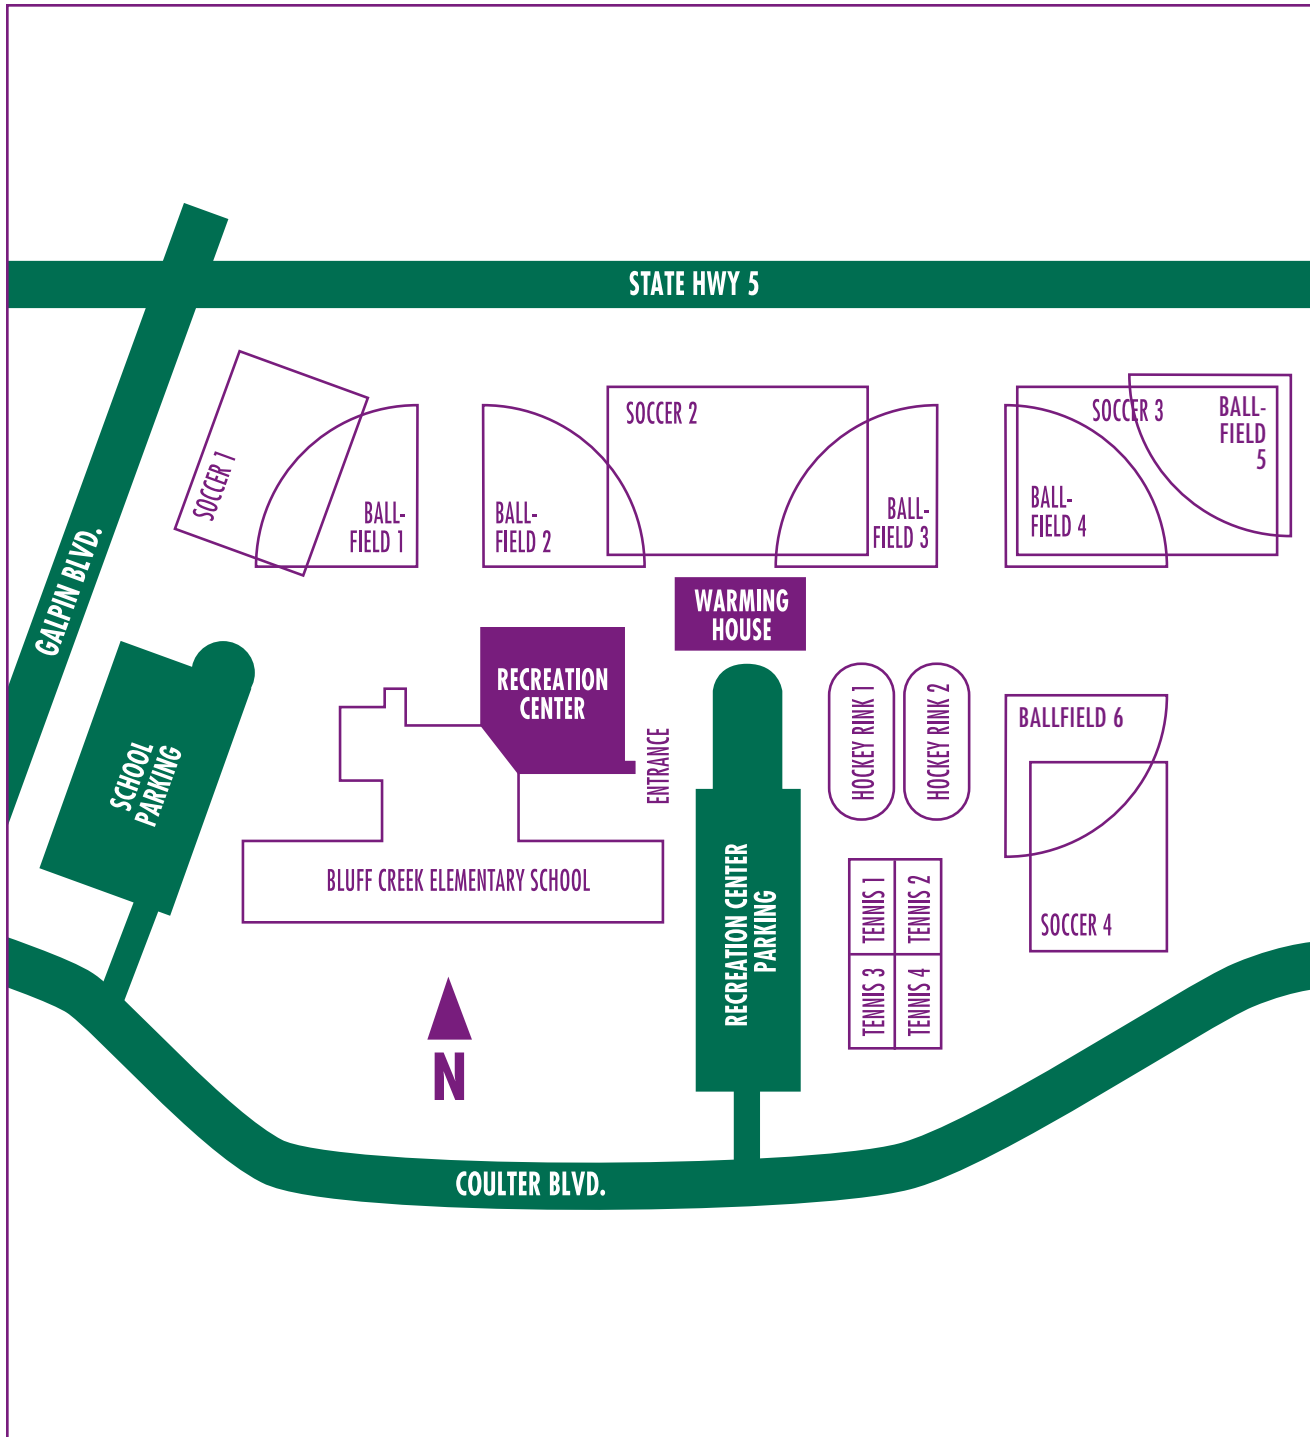 STATE HWY 5
SOCCER 1
BALL-
FIELD 1
BALL-
FIELD 2
SOCCER 2
BALL-
FIELD 3
SOCCER 3
BALL-
FIELD 4
BALL-
FIELD
5
GALPIN BLVD.
WARMING
HOUSE
RECREATION
CENTER
ENTRANCE
SCHOOL
PARKING
HOCKEY RINK 1
HOCKEY RINK 2
BALLFIELD 6
BLUFF CREEK ELEMENTARY SCHOOL
RECREATION CENTER
PARKING
TENNIS 1
TENNIS 2
TENNIS 3
TENNIS 4
SOCCER 4
N
COULTER BLVD.